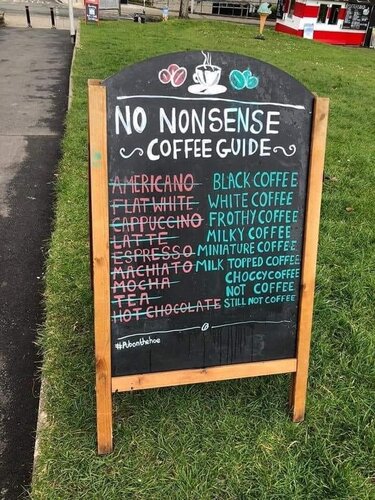 NO NONSENSE
COFFEE GUIDE
AMERICANO BLACK COFFEE
FLAT WHITE WHITE COFFEE
CAPPUCCINO FROTHY COFFEE
LATTE MILKY COFFEE
ESPRESSO MINIATURE COFFEE
MACHIATO MILK TOPPED COFFEE
MOCHA CHOCCY COFFEE
TEA NOT COFFEE
HOT CHOCOLATE STILL NOT COFFEE
#Pubonthehoe